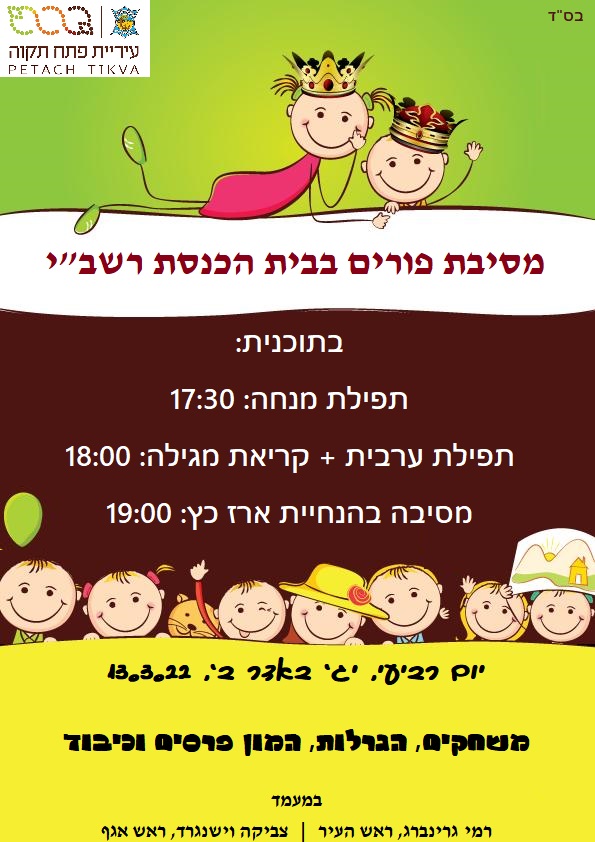 בס"ד
עיריית פתח תקוה
PETACH TIKVA
מסיבת פורים בבית הכנסת רשב"י
בתוכנית:
תפילת מנחה: 17:30
תפילת ערבית + קריאת מגילה: 18:00
מסיבה בהנחיית ארז כץ: 19:00
יום רביעי, יג' באדר ב', 13.3.22
משחקים, הגרלות, המון פרסים וכיבוד
במעמד
רמי גרינברג, ראש העיר | צביקה וישנגרד, ראש אגף